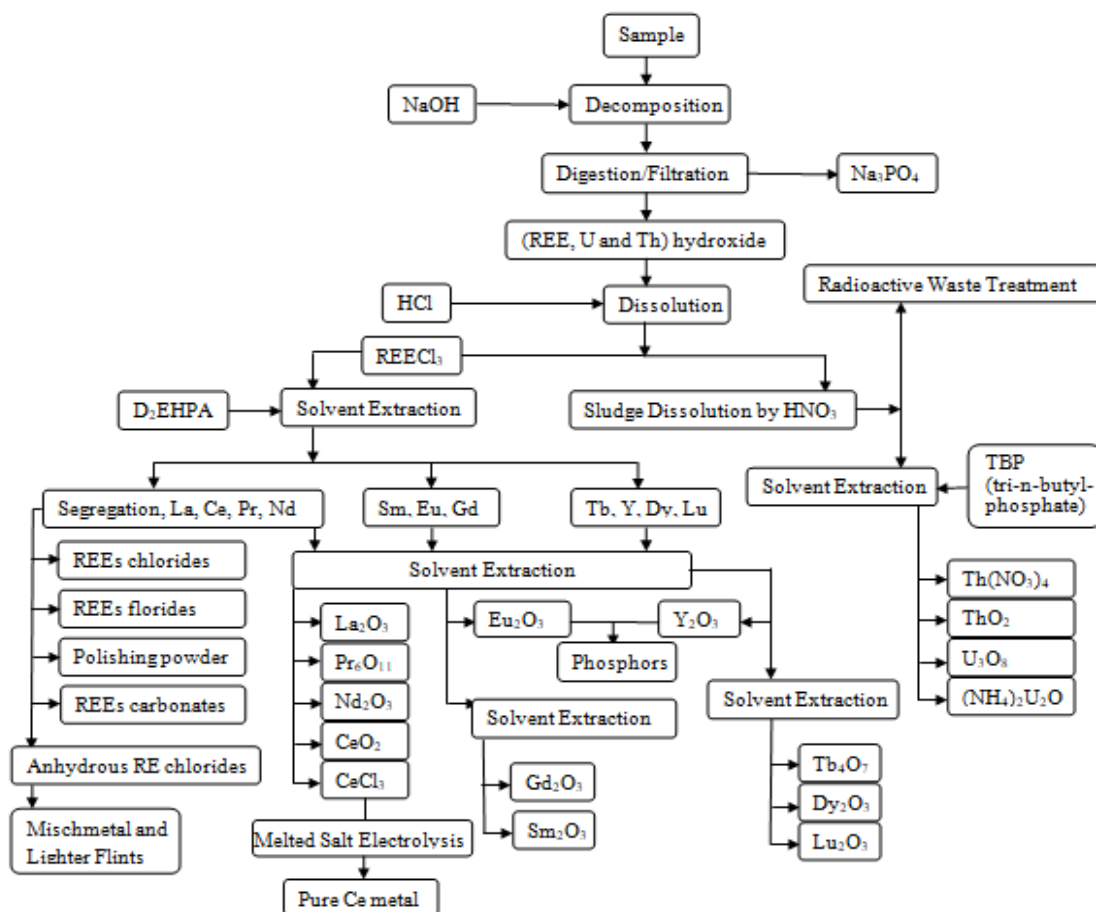 Sample
NaOH
Decomposition
Digestion/Filtration
Na₃PO₄
(REE, U and Th) hydroxide
Radioactive Waste Treatment
HCl
Dissolution
REECl₃
D₂EHPA
Solvent Extraction
Sludge Dissolution by HNO₃
Solvent Extraction
TBP
(tri-n-butyl-
phosphate)
Segregation, La, Ce, Pr, Nd
Sm, Eu, Gd
Tb, Y, Dy, Lu
REEs chlorides
REEs florides
Polishing powder
REEs carbonates
Anhydrous RE chlorides
Mischmetal and
Lighter Flints
Solvent Extraction
La₂O₃
Pr₆O₁₁
Nd₂O₃
CeO₂
CeCl₃
Melted Salt Electrolysis
Pure Ce metal
Eu₂O₃
Y₂O₃
Phosphors
Solvent Extraction
Gd₂O₃
Sm₂O₃
Solvent Extraction
Tb₄O₇
Dy₂O₃
Lu₂O₃
Th(NO₃)₄
ThO₂
U₃O₈
(NH₄)₂U₂O